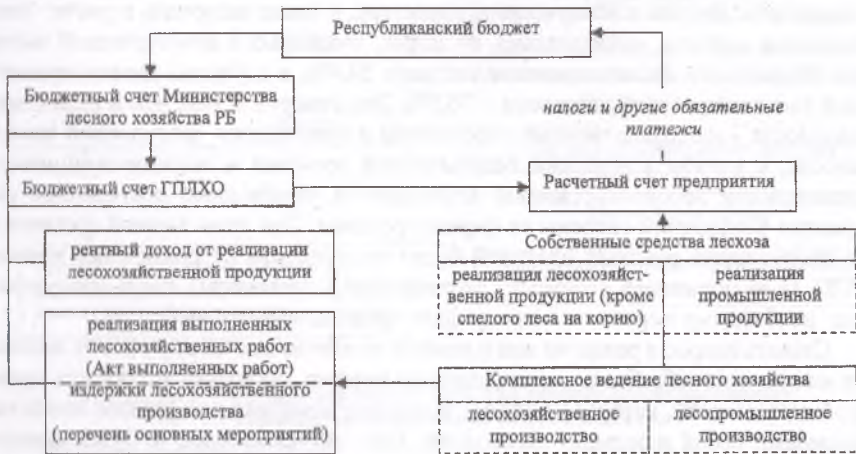 Республиканский бюджет
Бюджетный счет Министерства
лесного хозяйства РБ
налоги и другие обязательные
платежи
Бюджетный счет ГПЛХО
Расчетный счет предприятия
рентный доход от реализации
лесохозяйственной продукции
Собственные средства лесхоза
реализация лесохозяйст-
венной продукции (кроме
спелого леса на корню)
реализация
промышленной
продукции
реализация выполненных
лесохозяйственных работ
(Акт выполненных работ)
издержки лесохозяйственного
производства
(перечень основных мероприятий)
Комплексное ведение лесного хозяйства
лесохозяйственное
производство
лесопромышленное
производство